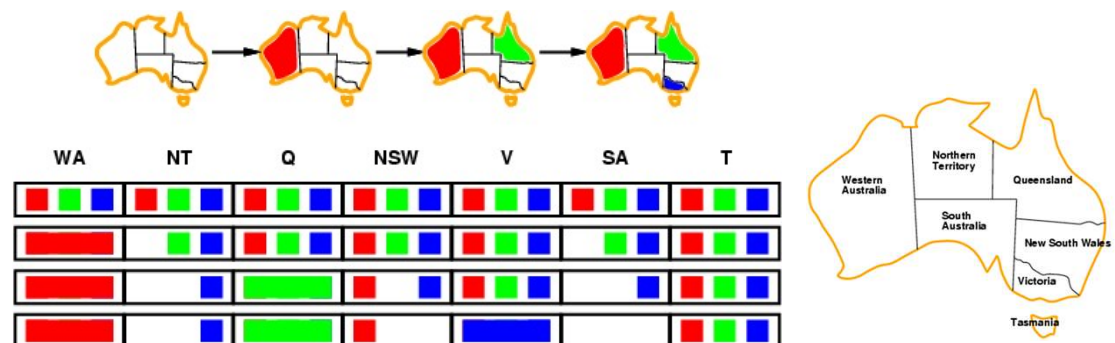 WA NT Q NSW V SA T
Northern
Territory
Western
Australia
Queensland
South
Australia
New South Wales
Victoria
Tasmania